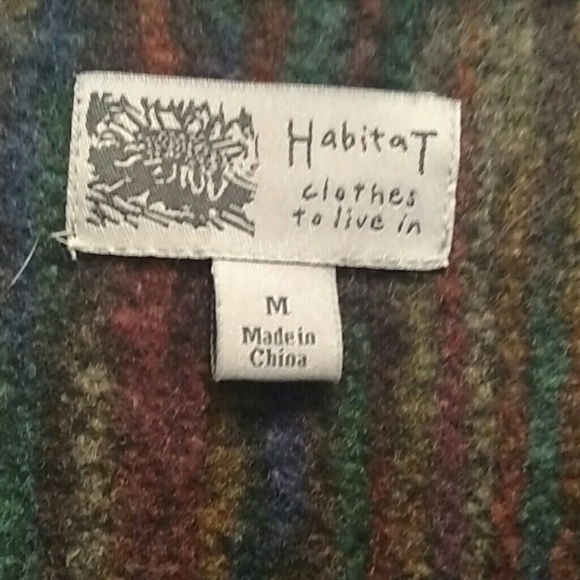 HabitaT
clothes
to live in
M
Made in
China